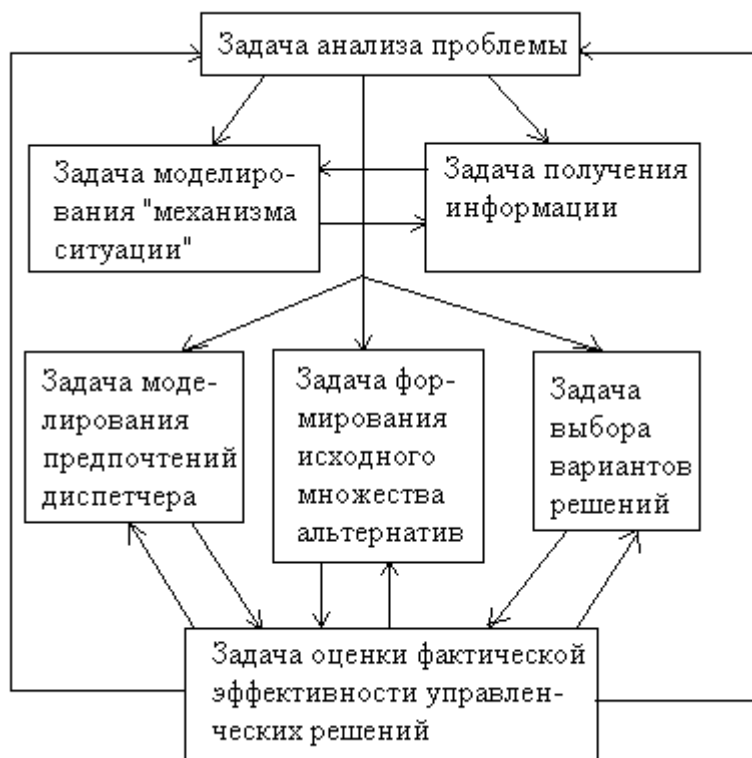 Задача анализа проблемы
Задача моделиро-
вания "механизма
ситуации"
Задача получения
информации
Задача моде-
лирования
предпочтений
диспетчера
Задача фор-
мирования
исходного
множества
альтернатив
Задача
выбора
вариантов
решений
Задача оценки фактической
эффективности управлен-
ческих решений